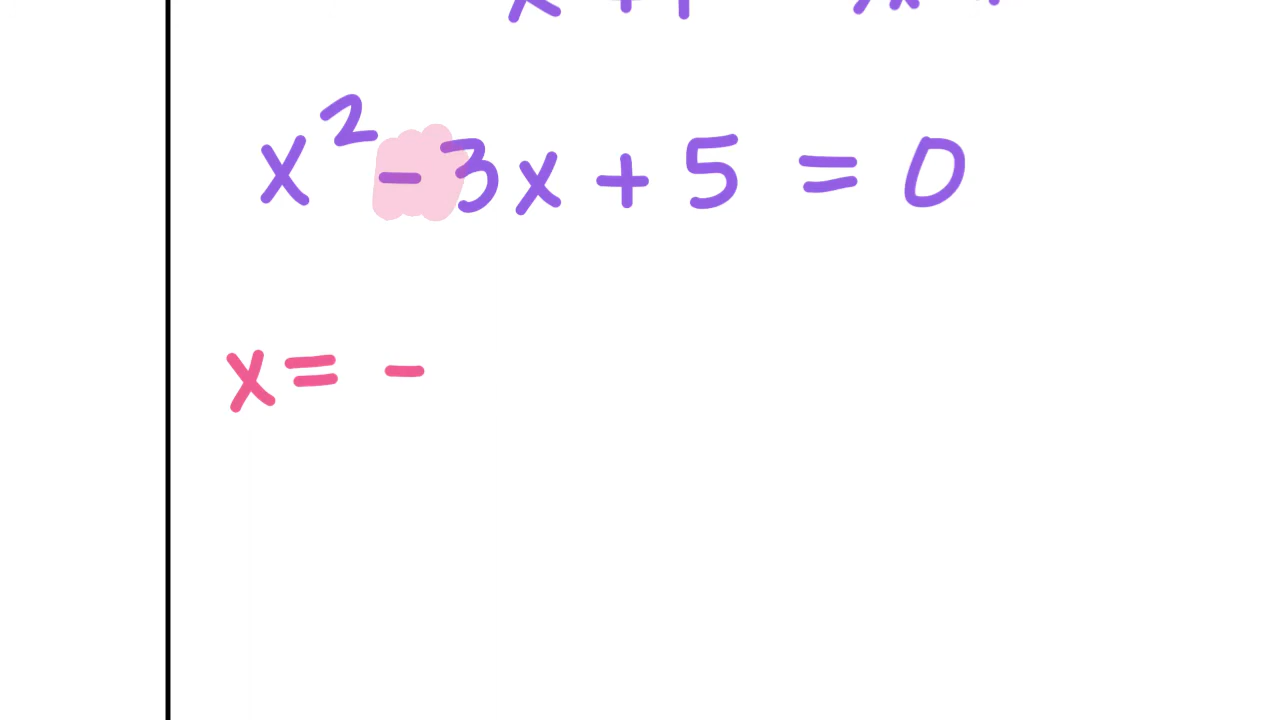 x² - 3x + 5 = 0
x = -